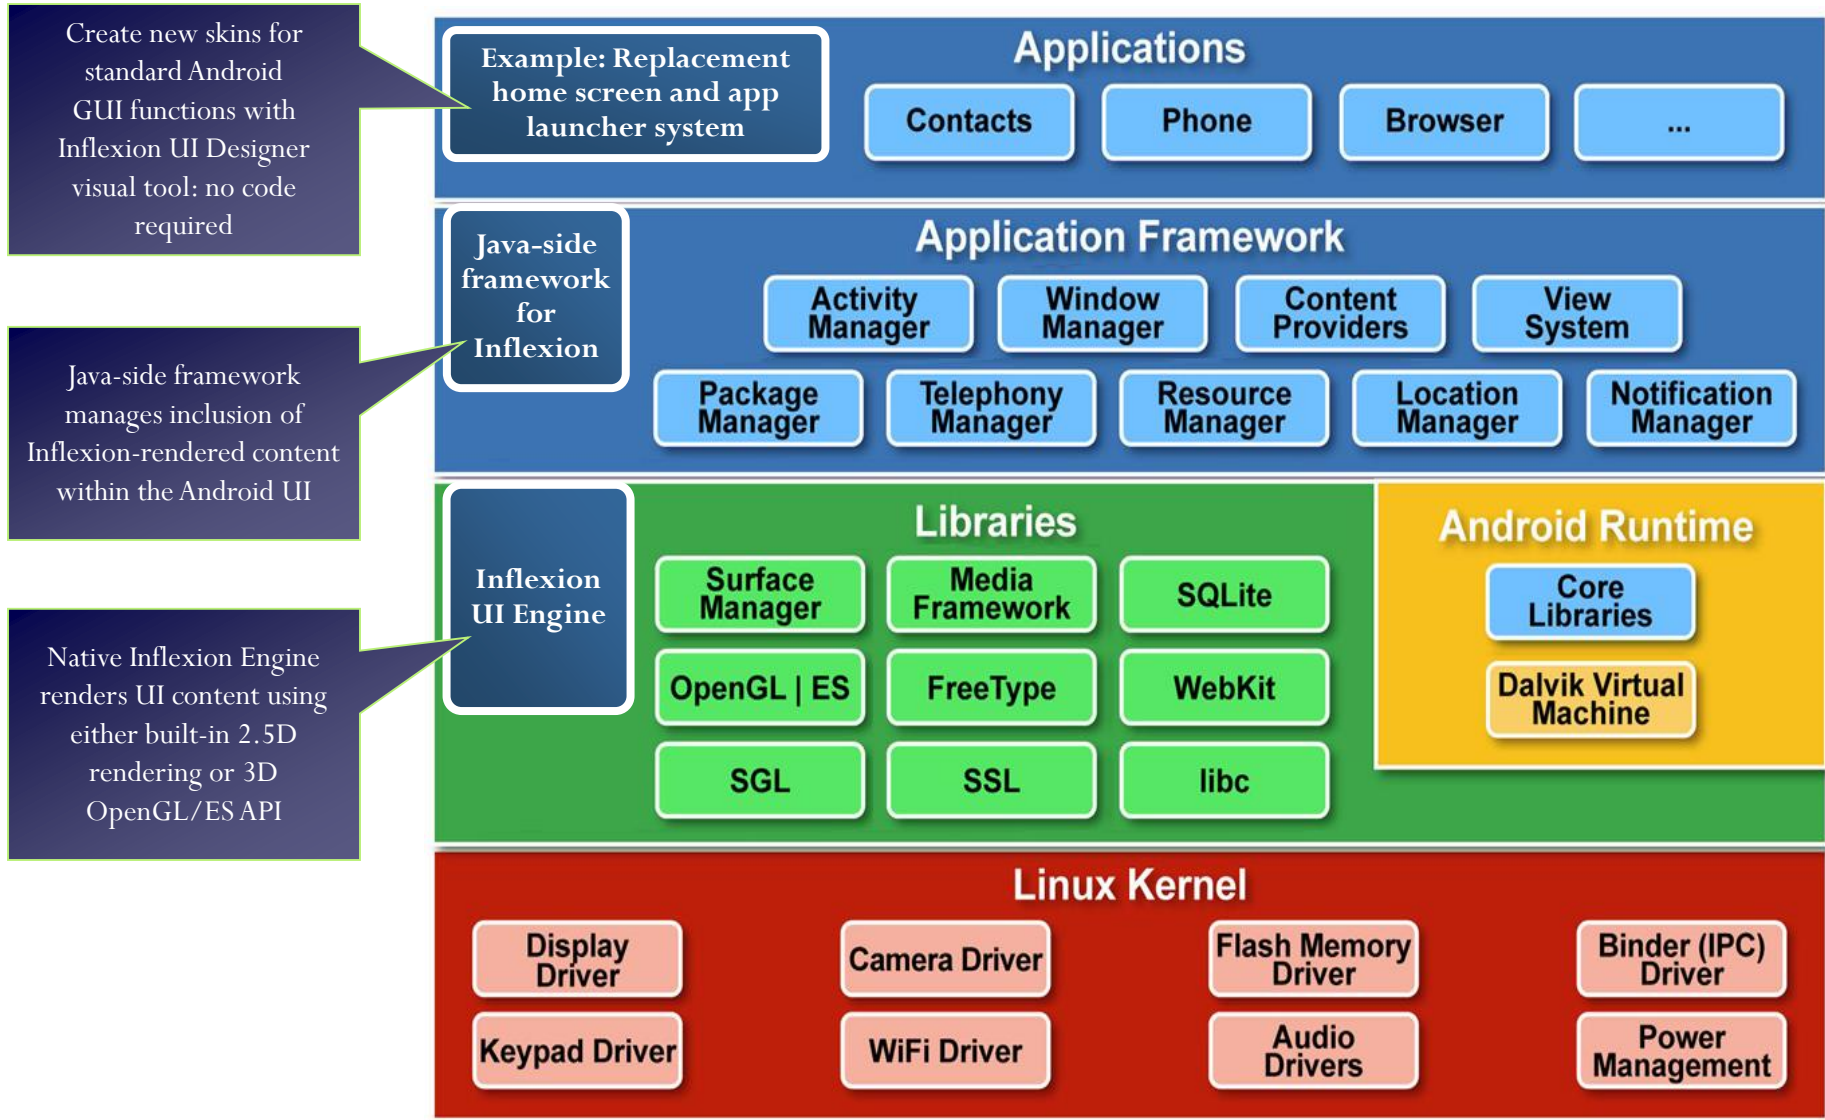 Create new skins for
standard Android
GUI functions with
Inflexion UI Designer
visual tool: no code
required
Example: Replacement
home screen and app
launcher system
Applications
Contacts
Phone
Browser
...
Java-side framework
manages inclusion of
Inflexion-rendered content
within the Android UI
Java-side
framework
for
Inflexion
Application Framework
Activity
Manager
Window
Manager
Content
Providers
View
System
Package
Manager
Telephony
Manager
Resource
Manager
Location
Manager
Notification
Manager
Native Inflexion Engine
renders UI content using
either built-in 2.5D
rendering or 3D
OpenGL/ES API
Inflexion
UI Engine
Libraries
Surface
Manager
Media
Framework
SQLite
OpenGL | ES
FreeType
WebKit
SGL
SSL
libc
Android Runtime
Core
Libraries
Dalvik Virtual
Machine
Linux Kernel
Display
Driver
Camera Driver
Flash Memory
Driver
Binder (IPC)
Driver
Keypad Driver
WiFi Driver
Audio
Drivers
Power
Management